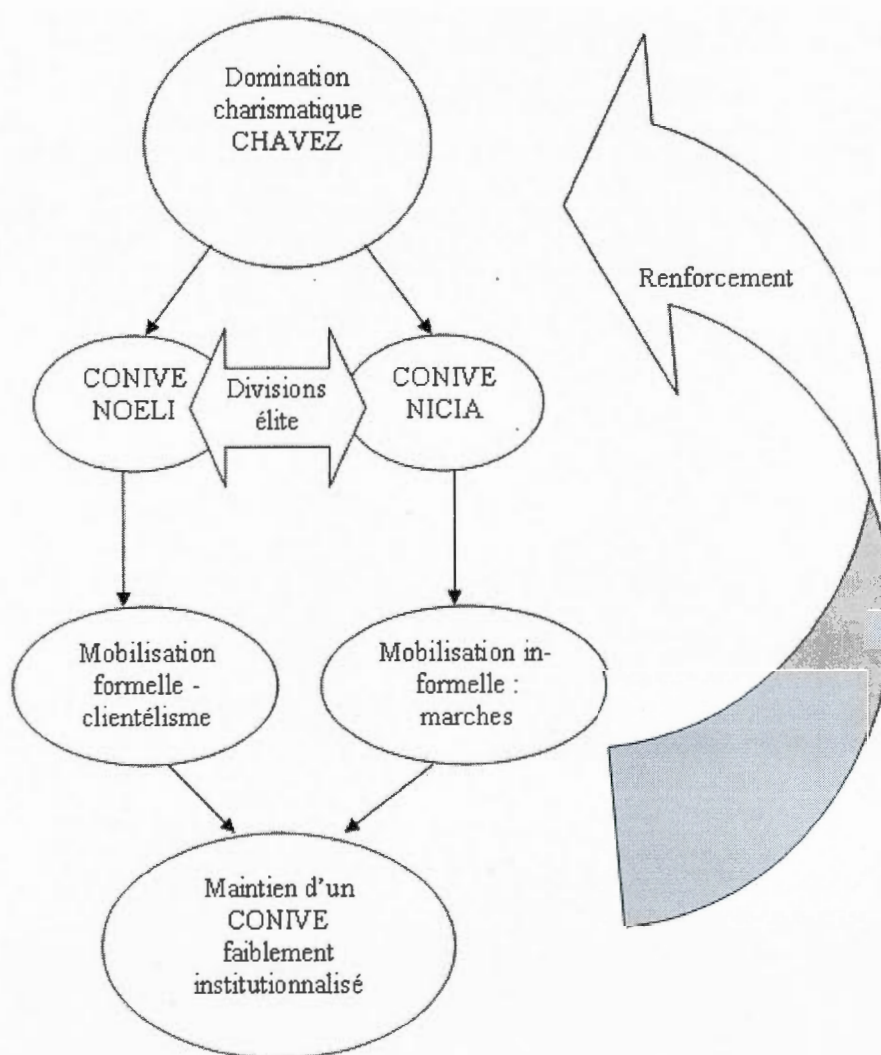 Domination
charismatique
CHAVEZ
Renforcement
CONIVE
NOELI
Divisions
élite
CONIVE
NICIA
Mobilisation
formelle -
clientélisme
Mobilisation in-
formelle :
marches
Maintien d'un
CONIVE
faiblement
institutionnalisé